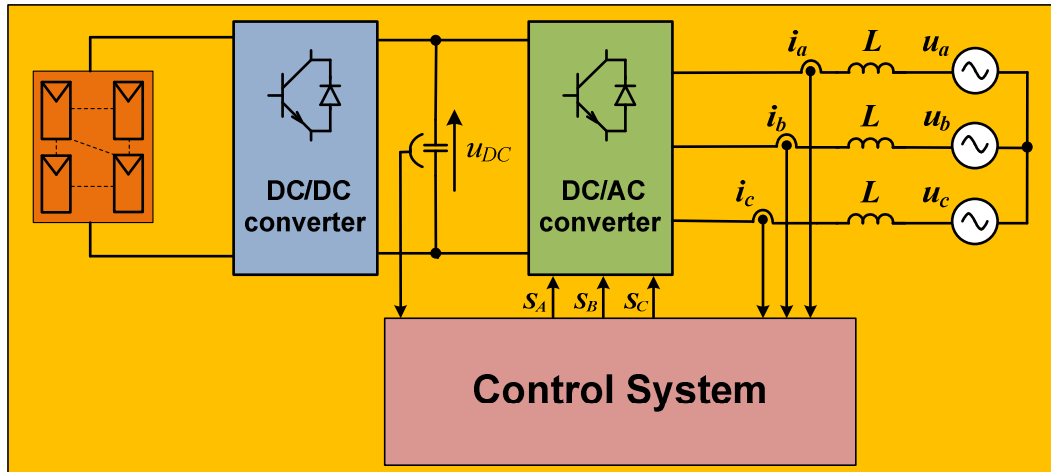 i_a L u_a
i_b L u_b
u_DC
DC/DC converter
DC/AC converter
i_c L u_c
S_A S_B S_C
Control System